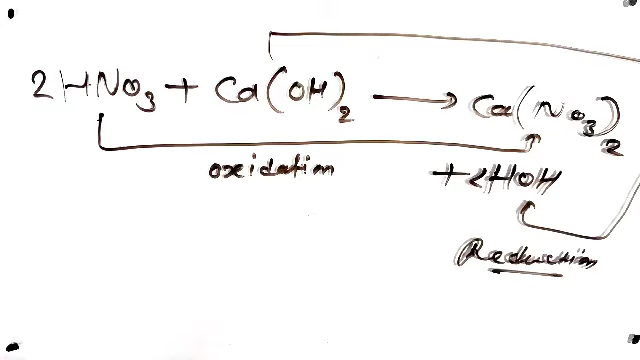 2HNO3 + Ca(OH)2 → Ca(NO3)2
oxidation
+2HOH
Reduction